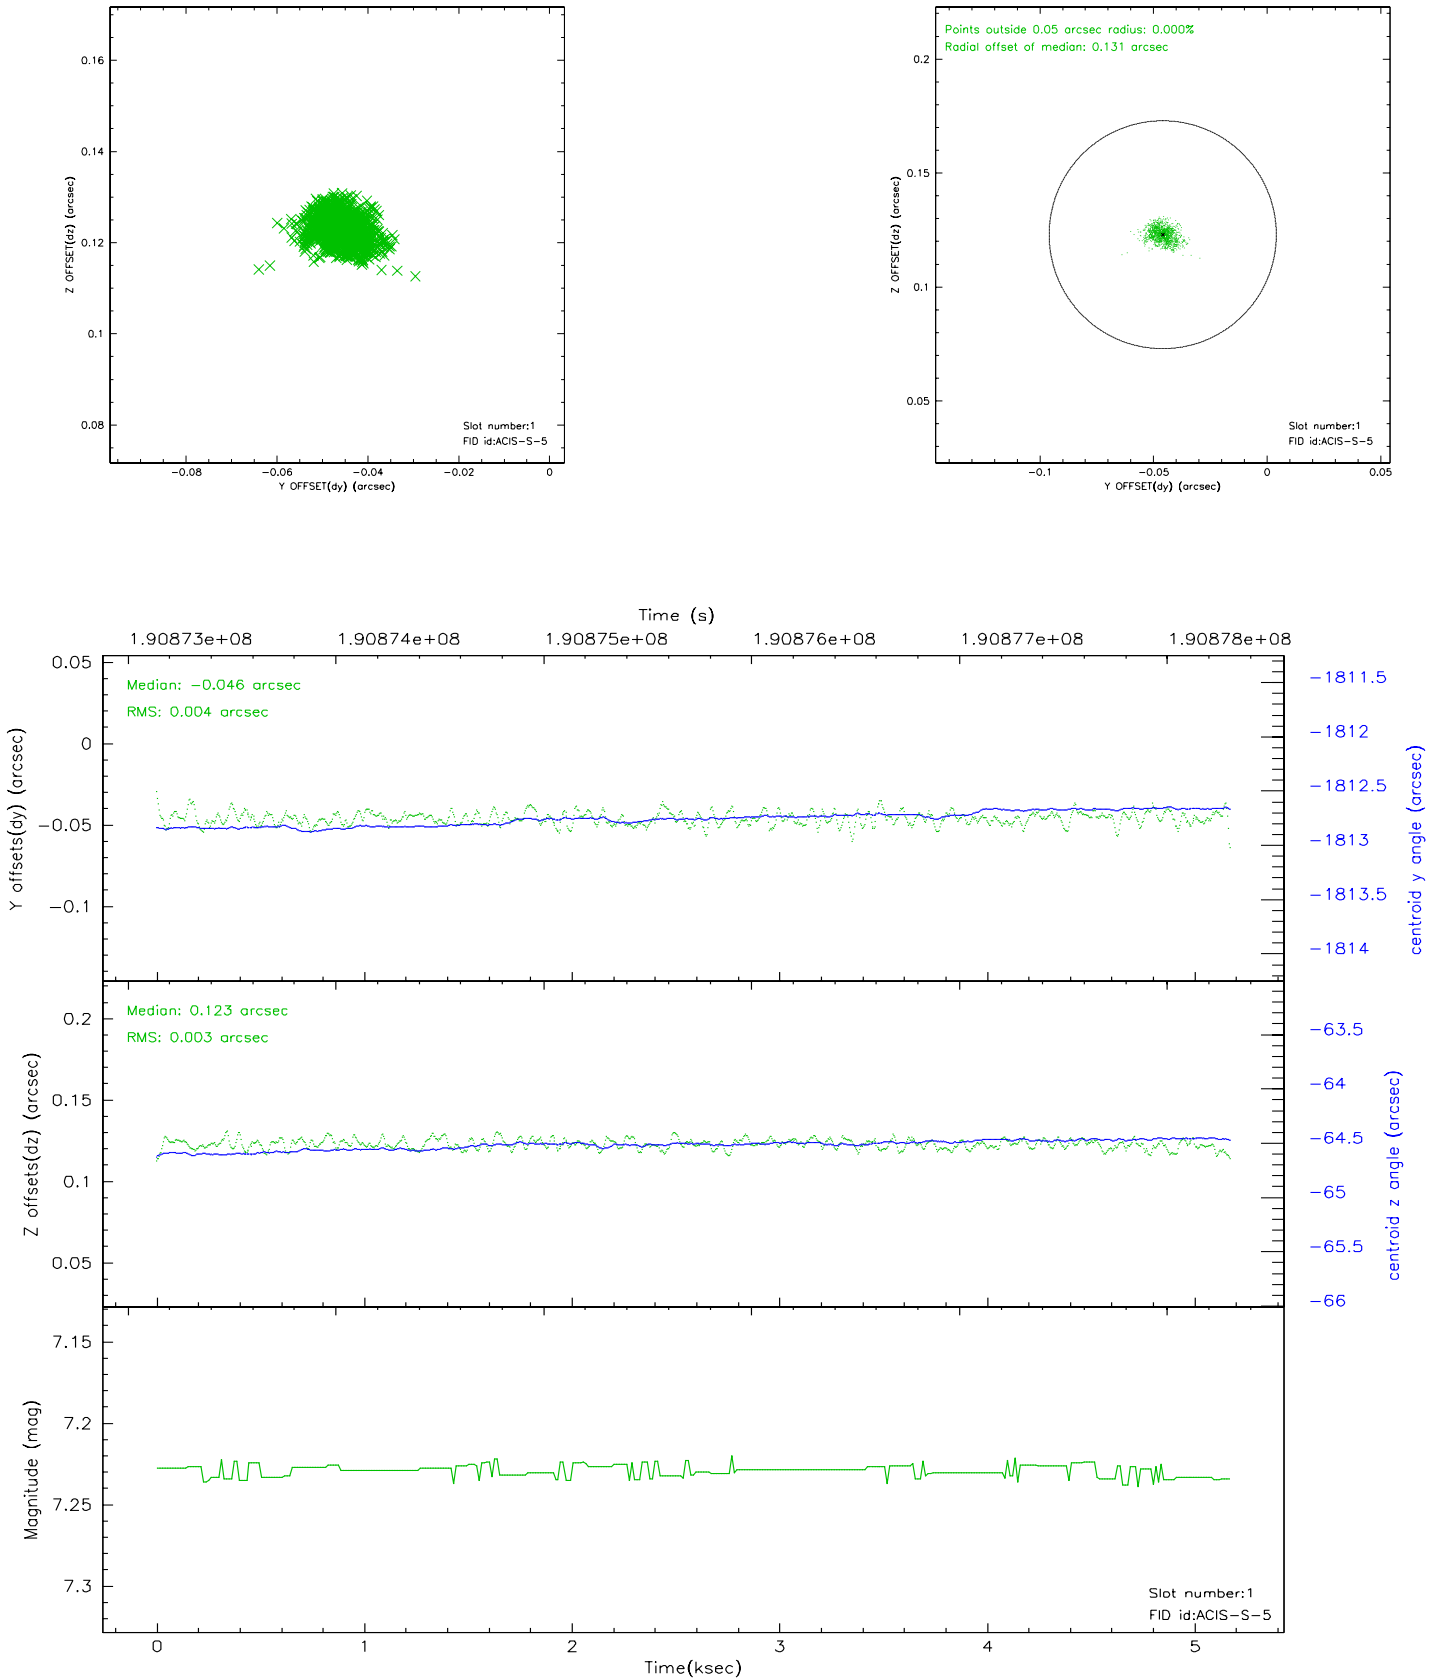 0.16
0.14
0.12
0.1
0.08
Z OFFSET(dz) (arcsec)
Slot number:1
FID id:ACIS-S-5
-0.08
-0.06
-0.04
-0.02
0
Y OFFSET(dy) (arcsec)
Points outside 0.05 arcsec radius: 0.000%
Radial offset of median: 0.131 arcsec
0.2
0.15
0.1
0.05
Z OFFSET(dz) (arcsec)
Slot number:1
FID id:ACIS-S-5
-0.1
-0.05
0
0.05
Y OFFSET(dy) (arcsec)
Time (s)
1.90873e+08
1.90874e+08
1.90875e+08
1.90876e+08
1.90877e+08
1.90878e+08
Median: -0.046 arcsec
RMS: 0.004 arcsec
0.05
0
-0.05
-0.1
Y offsets(dy) (arcsec)
-1811.5
-1812
-1812.5
-1813
-1813.5
-1814
centroid y angle (arcsec)
Median: 0.123 arcsec
RMS: 0.003 arcsec
0.2
0.15
0.1
0.05
Z offsets(dz) (arcsec)
-63.5
-64
-64.5
-65
-65.5
-66
centroid z angle (arcsec)
7.15
7.2
7.25
7.3
Magnitude (mag)
Slot number:1
FID id:ACIS-S-5
0
1
2
3
4
5
Time(ksec)